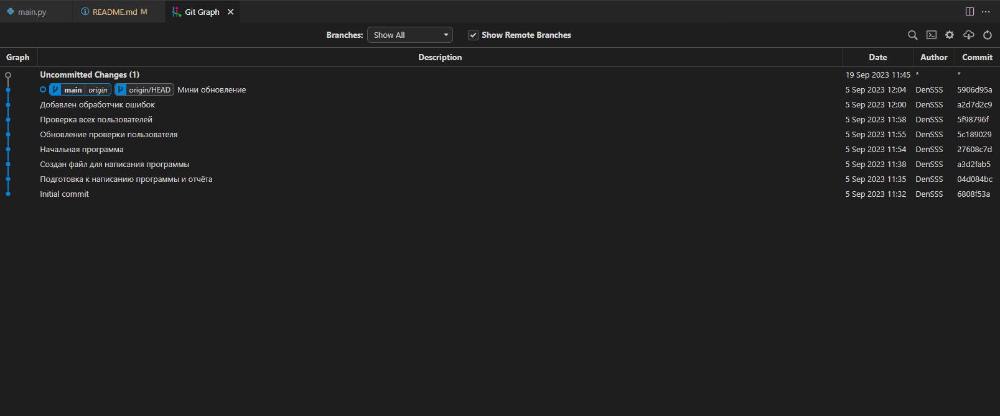 main.py README.md M Git Graph
Branches: Show All Show Remote Branches
Graph Description Date Author Commit
Uncommitted Changes (1) 19 Sep 2023 11:45 * *
main origin origin/HEAD Мини обновление 5 Sep 2023 12:04 DenSSS 5906d95a
Добавлен обработчик ошибок 5 Sep 2023 12:00 DenSSS a2d7d2c9
Проверка всех пользователей 5 Sep 2023 11:58 DenSSS 5f98796f
Обновление проверки пользователя 5 Sep 2023 11:55 DenSSS 5c189029
Начальная программа 5 Sep 2023 11:54 DenSSS 27608c7d
Создан файл для написания программы 5 Sep 2023 11:38 DenSSS a3d2fab5
Подготовка к написанию программы и отчёта 5 Sep 2023 11:35 DenSSS 04d084bc
Initial commit 5 Sep 2023 11:32 DenSSS 6808f53a